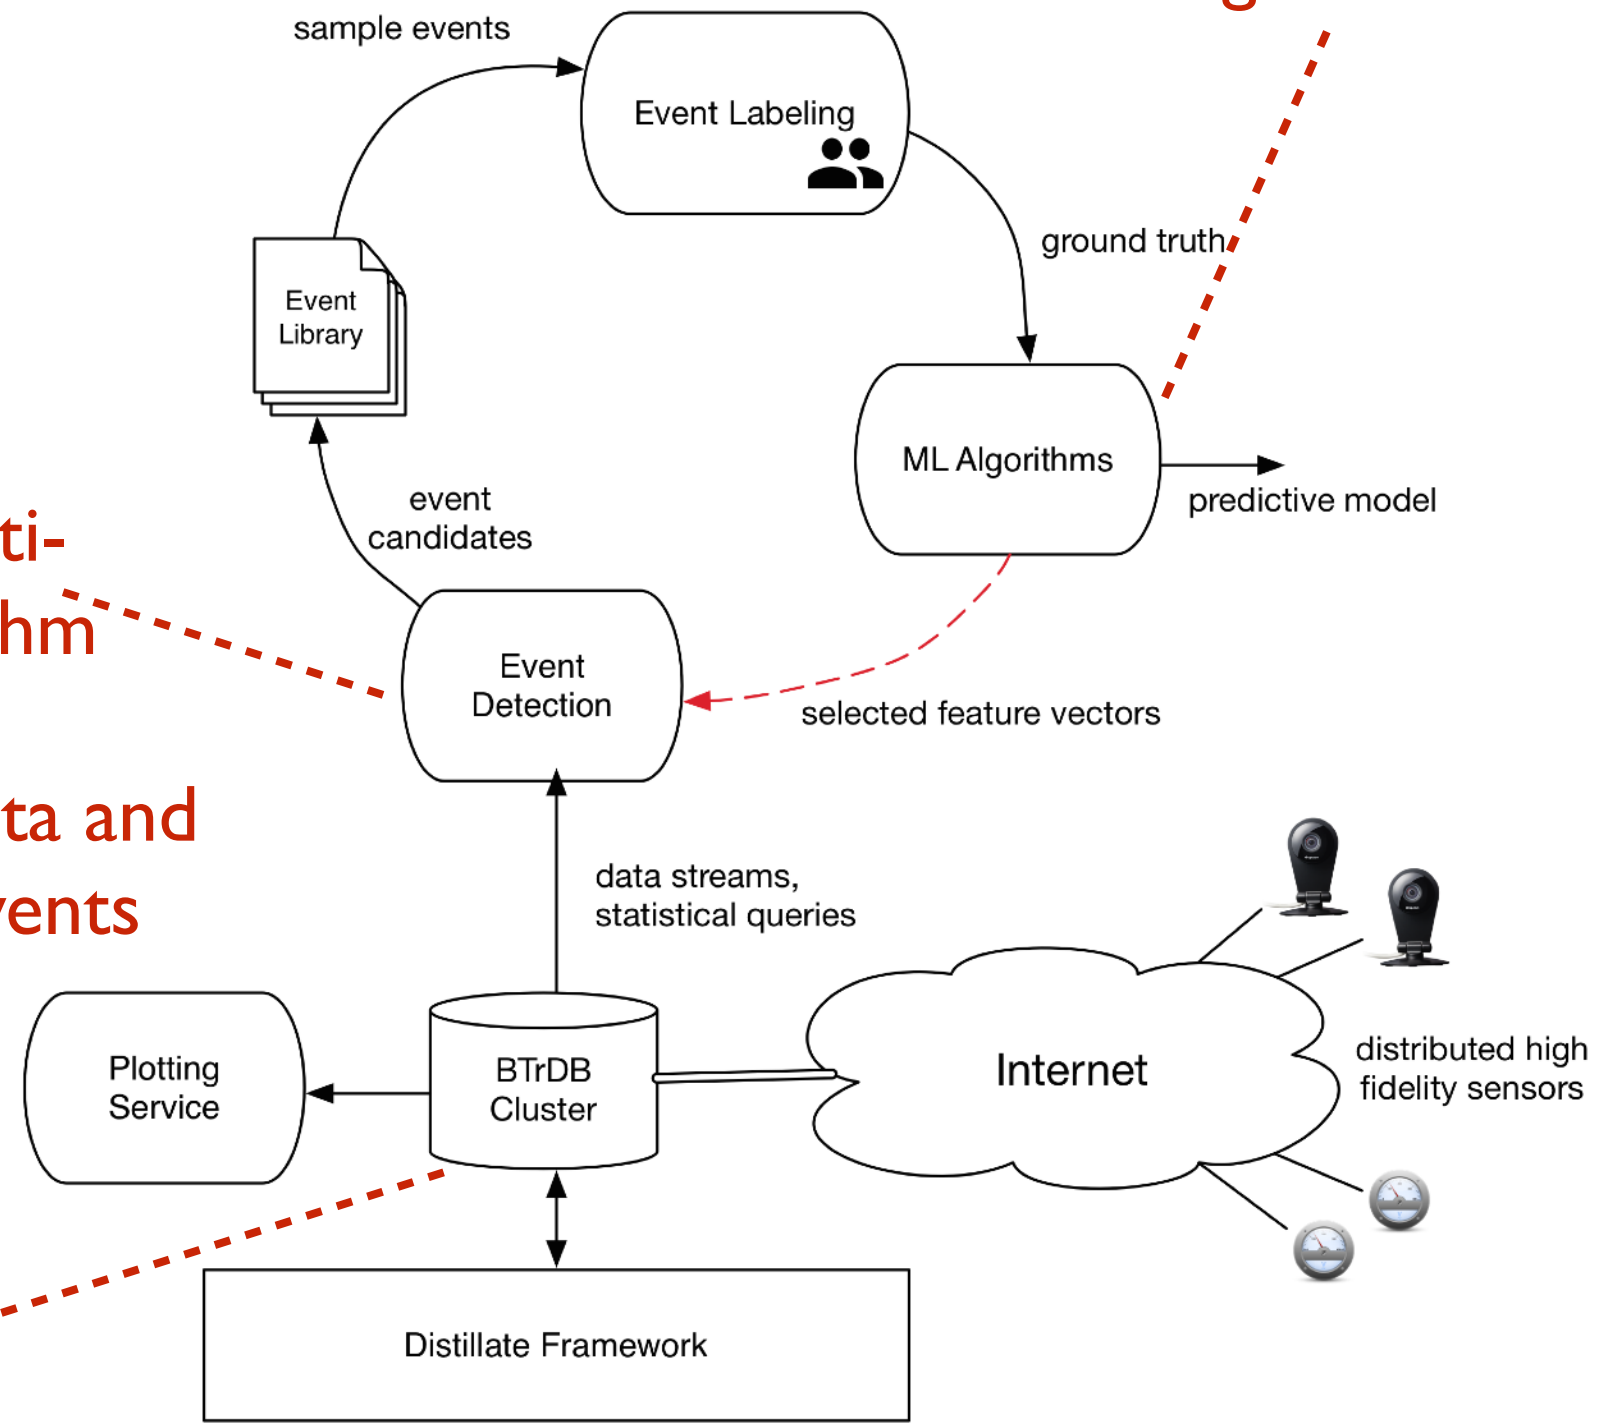 g
sample events
Event Labeling
ground truth
Event
Library
ML Algorithms
predictive model
event
candidates
ti-
hm
Event
Detection
selected feature vectors
ta and
vents
data streams,
statistical queries
Plotting
Service
BTrDB
Cluster
Internet
distributed high
fidelity sensors
Distillate Framework